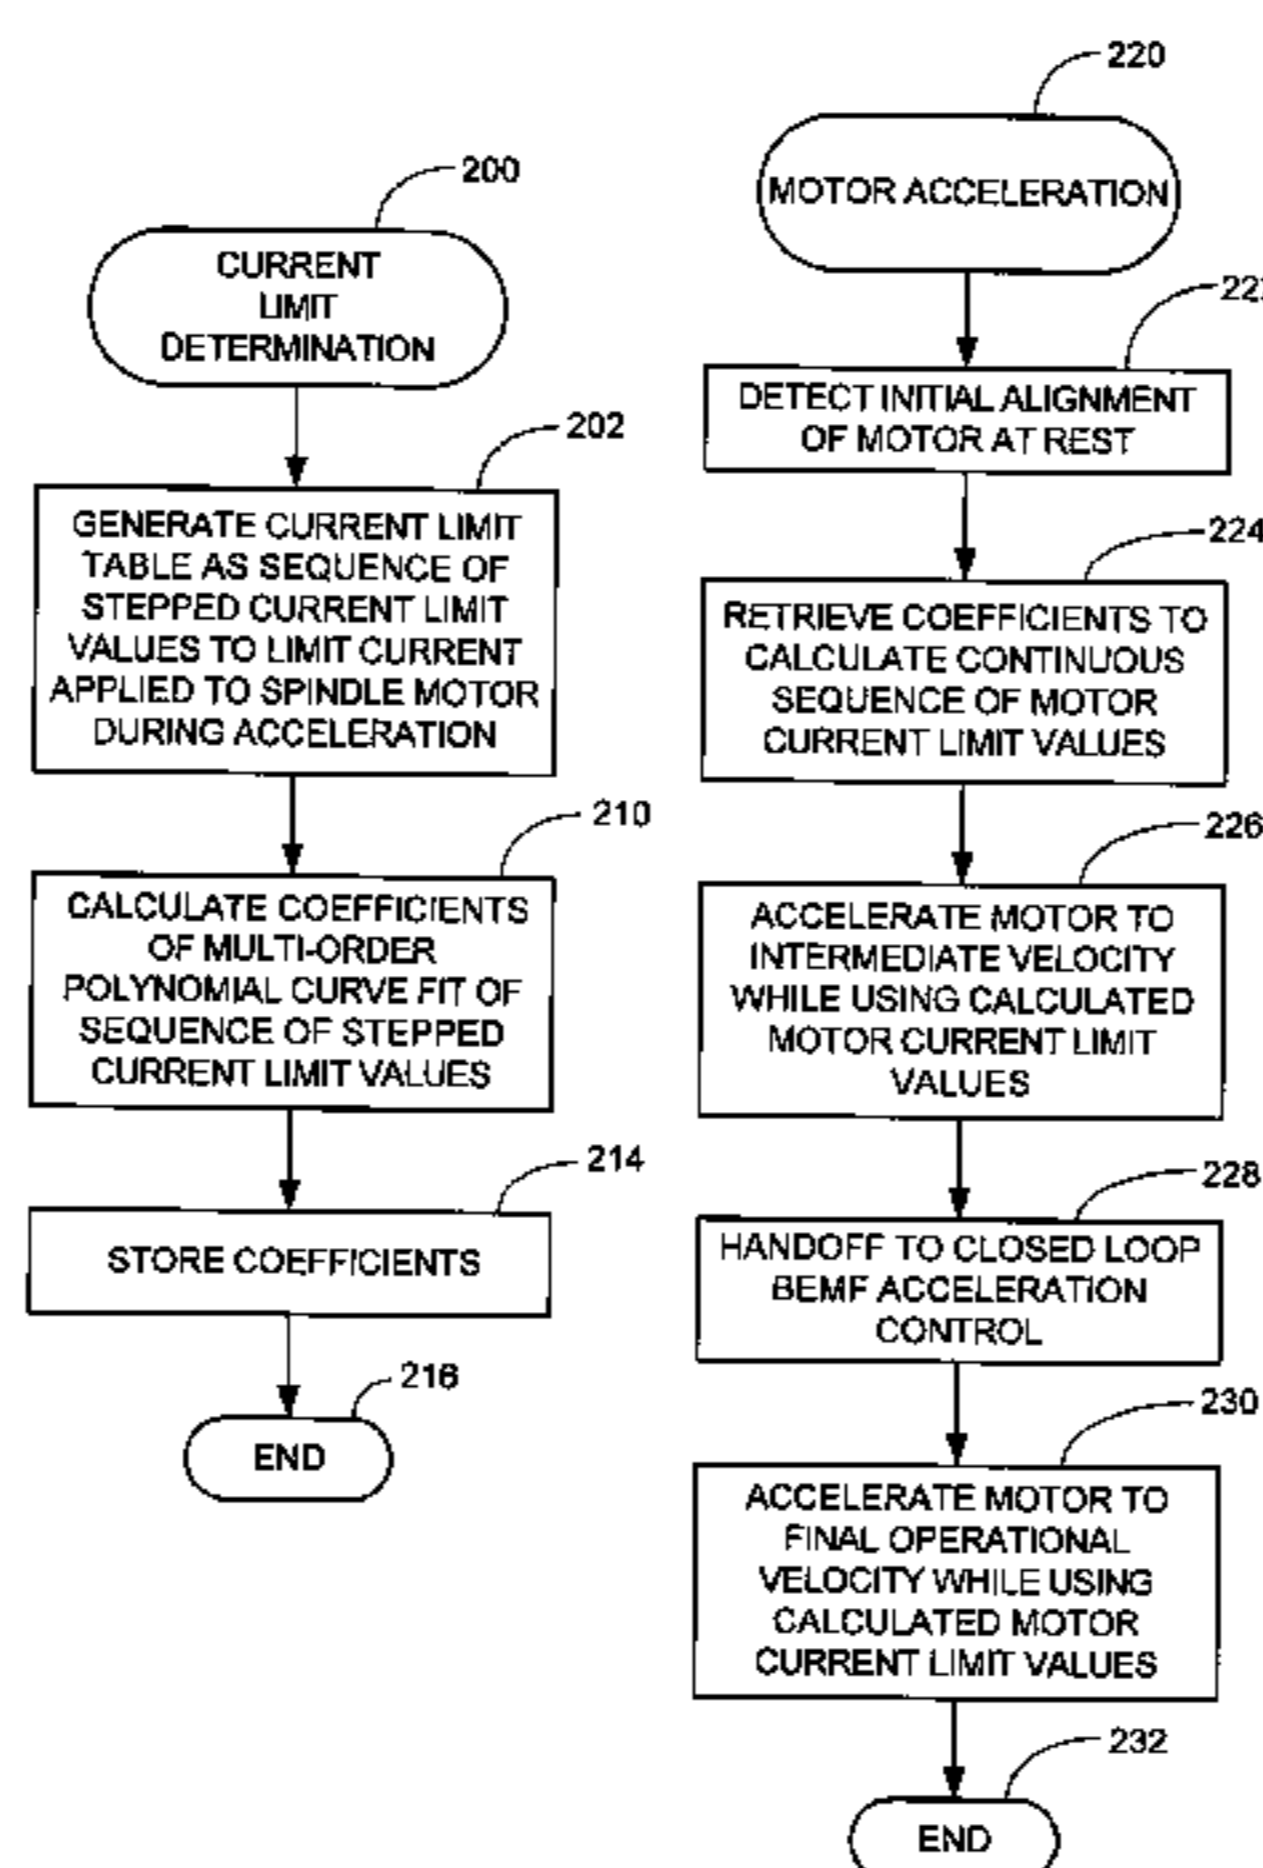 200
CURRENT
LIMIT
DETERMINATION
202
GENERATE CURRENT LIMIT
TABLE AS SEQUENCE OF
STEPPED CURRENT LIMIT
VALUES TO LIMIT CURRENT
APPLIED TO SPINDLE MOTOR
DURING ACCELERATION
210
CALCULATE COEFFICIENTS
OF MULTI-ORDER
POLYNOMIAL CURVE FIT OF
SEQUENCE OF STEPPED
CURRENT LIMIT VALUES
214
STORE COEFFICIENTS
216
END
220
MOTOR ACCELERATION
DETECT INITIAL ALIGNMENT
OF MOTOR AT REST
224
RETRIEVE COEFFICIENTS TO
CALCULATE CONTINUOUS
SEQUENCE OF MOTOR
CURRENT LIMIT VALUES
226
ACCELERATE MOTOR TO
INTERMEDIATE VELOCITY
WHILE USING CALCULATED
MOTOR CURRENT LIMIT
VALUES
228
HANDOFF TO CLOSED LOOP
BEMF ACCELERATION
CONTROL
230
ACCELERATE MOTOR TO
FINAL OPERATIONAL
VELOCITY WHILE USING
CALCULATED MOTOR
CURRENT LIMIT VALUES
232
END